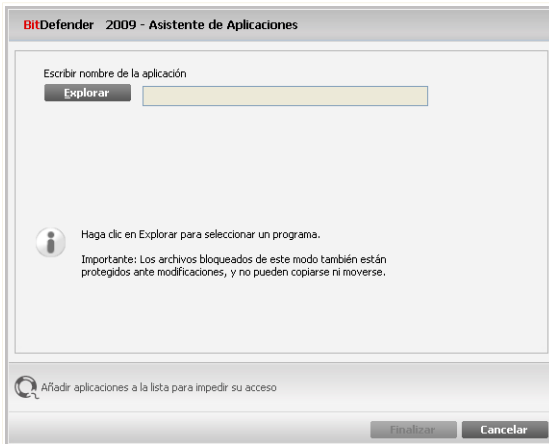 BitDefender 2009 - Asistente de Aplicaciones
Escribir nombre de la aplicación
Explorar
Haga clic en Explorar para seleccionar un programa.
Importante: Los archivos bloqueados de este modo también están
protegidos ante modificaciones, y no pueden copiarse ni moverse.
Añadir aplicaciones a la lista para impedir su acceso
Finalizar
Cancelar